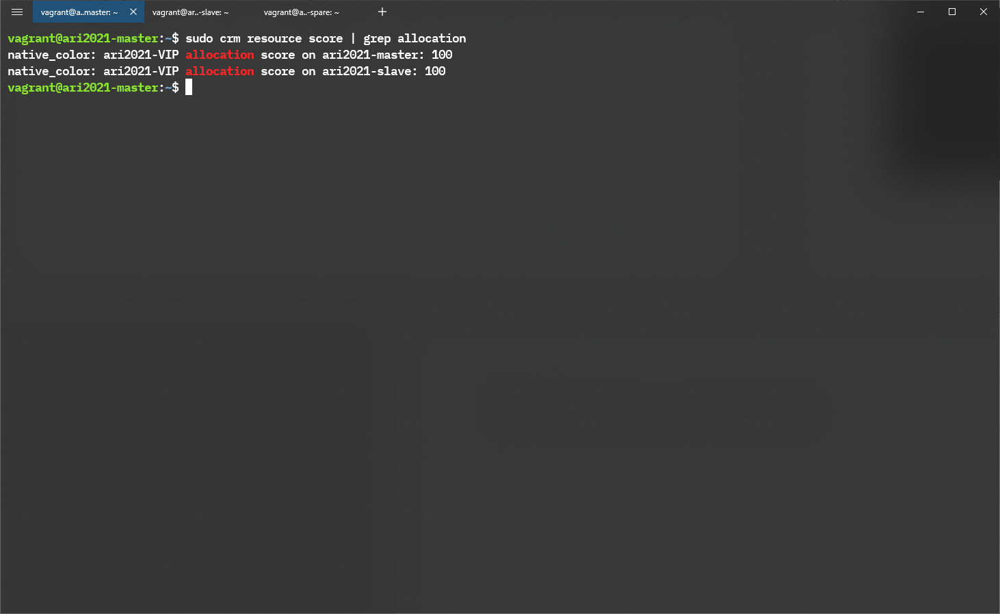 vagrant@a..master: ~ vagrant@ar..-slave: ~ vagrant@a..-spare: ~
vagrant@ari2021-master:~$ sudo crm resource score | grep allocation
native_color: ari2021-VIP allocation score on ari2021-master: 100
native_color: ari2021-VIP allocation score on ari2021-slave: 100
vagrant@ari2021-master:~$